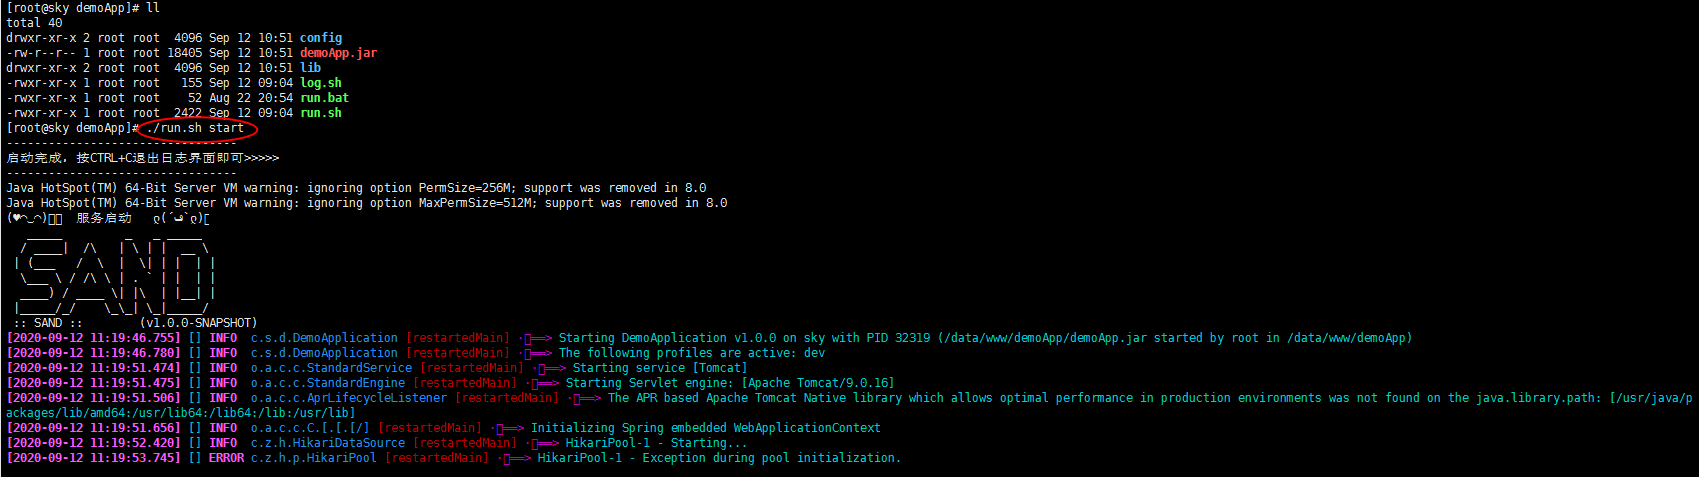 [root@sky demoApp]# ll
total 40
drwxr-xr-x 2 root root  4096 Sep 12 10:51 config
-rw-r--r-- 1 root root 18405 Sep 12 10:51 demoApp.jar
drwxr-xr-x 2 root root  4096 Sep 12 10:51 lib
-rwxr-xr-x 1 root root   155 Sep 12 09:04 log.sh
-rwxr-xr-x 1 root root    52 Aug 22 20:54 run.bat
-rwxr-xr-x 1 root root  2422 Sep 12 09:04 run.sh
[root@sky demoApp]# ./run.sh start
---------------------------------
启动完成，按CTRL+C退出日志界面即可>>>>>
---------------------------------
Java HotSpot(TM) 64-Bit Server VM warning: ignoring option PermSize=256M; support was removed in 8.0
Java HotSpot(TM) 64-Bit Server VM warning: ignoring option MaxPermSize=512M; support was removed in 8.0
服务启动
SAND
:: SAND ::        (v1.0.0-SNAPSHOT)
[2020-09-12 11:19:46.755] [] INFO  c.s.d.DemoApplication [restartedMain] ==> Starting DemoApplication v1.0.0 on sky with PID 32319 (/data/www/demoApp/demoApp.jar started by root in /data/www/demoApp)
[2020-09-12 11:19:46.780] [] INFO  c.s.d.DemoApplication [restartedMain] ==> The following profiles are active: dev
[2020-09-12 11:19:51.474] [] INFO  o.a.c.c.StandardService [restartedMain] ==> Starting service [Tomcat]
[2020-09-12 11:19:51.475] [] INFO  o.a.c.c.StandardEngine [restartedMain] ==> Starting Servlet engine: [Apache Tomcat/9.0.16]
[2020-09-12 11:19:51.506] [] INFO  o.a.c.c.AprLifecycleListener [restartedMain] ==> The APR based Apache Tomcat Native library which allows optimal performance in production environments was not found on the java.library.path: [/usr/java/p
ackages/lib/amd64:/usr/lib64:/lib64:/lib:/usr/lib]
[2020-09-12 11:19:51.656] [] INFO  o.a.c.c.C.[.[.[/] [restartedMain] ==> Initializing Spring embedded WebApplicationContext
[2020-09-12 11:19:52.420] [] INFO  c.z.h.HikariDataSource [restartedMain] ==> HikariPool-1 - Starting...
[2020-09-12 11:19:53.745] [] ERROR c.z.h.p.HikariPool [restartedMain] ==> HikariPool-1 - Exception during pool initialization.